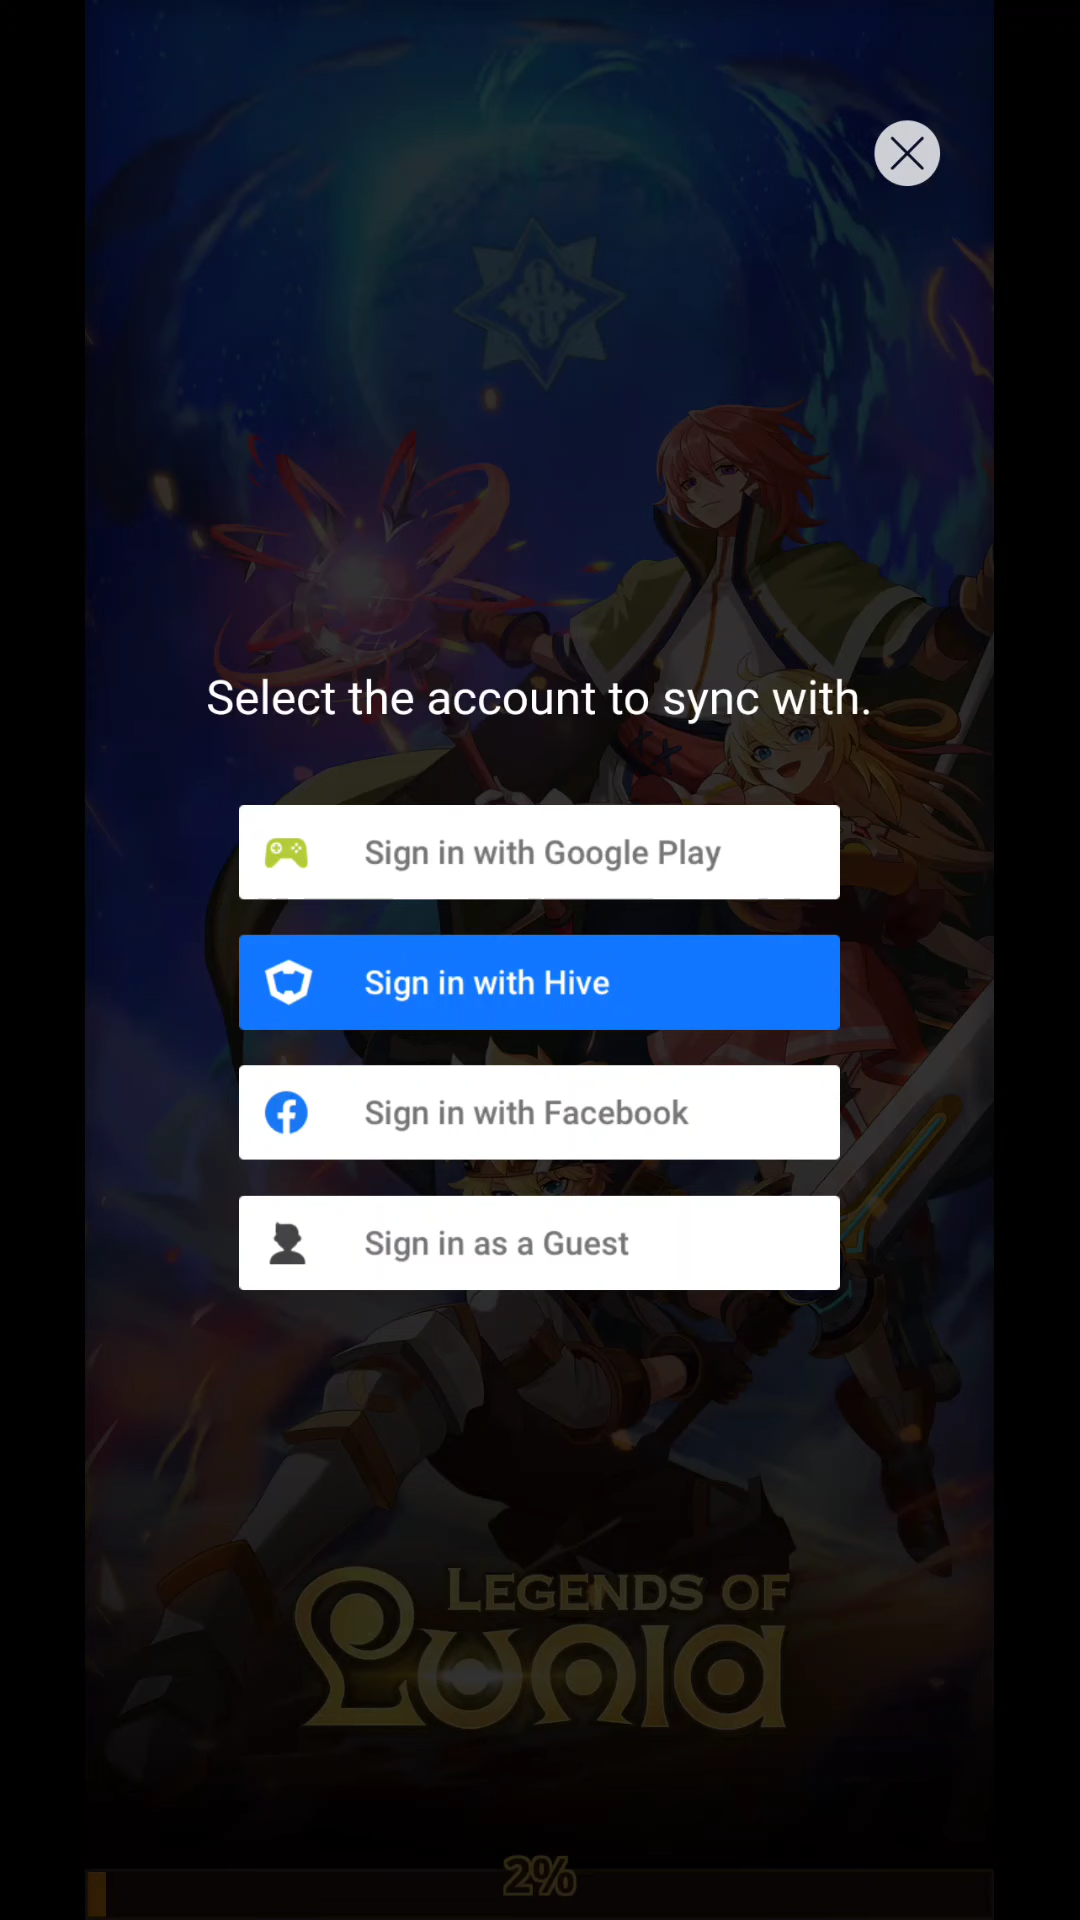 Select the account to sync with.
Sign in with Google Play
Sign in with Hive
Sign in with Facebook
Sign in as a Guest
LEGENDS OF
Lunia
2%